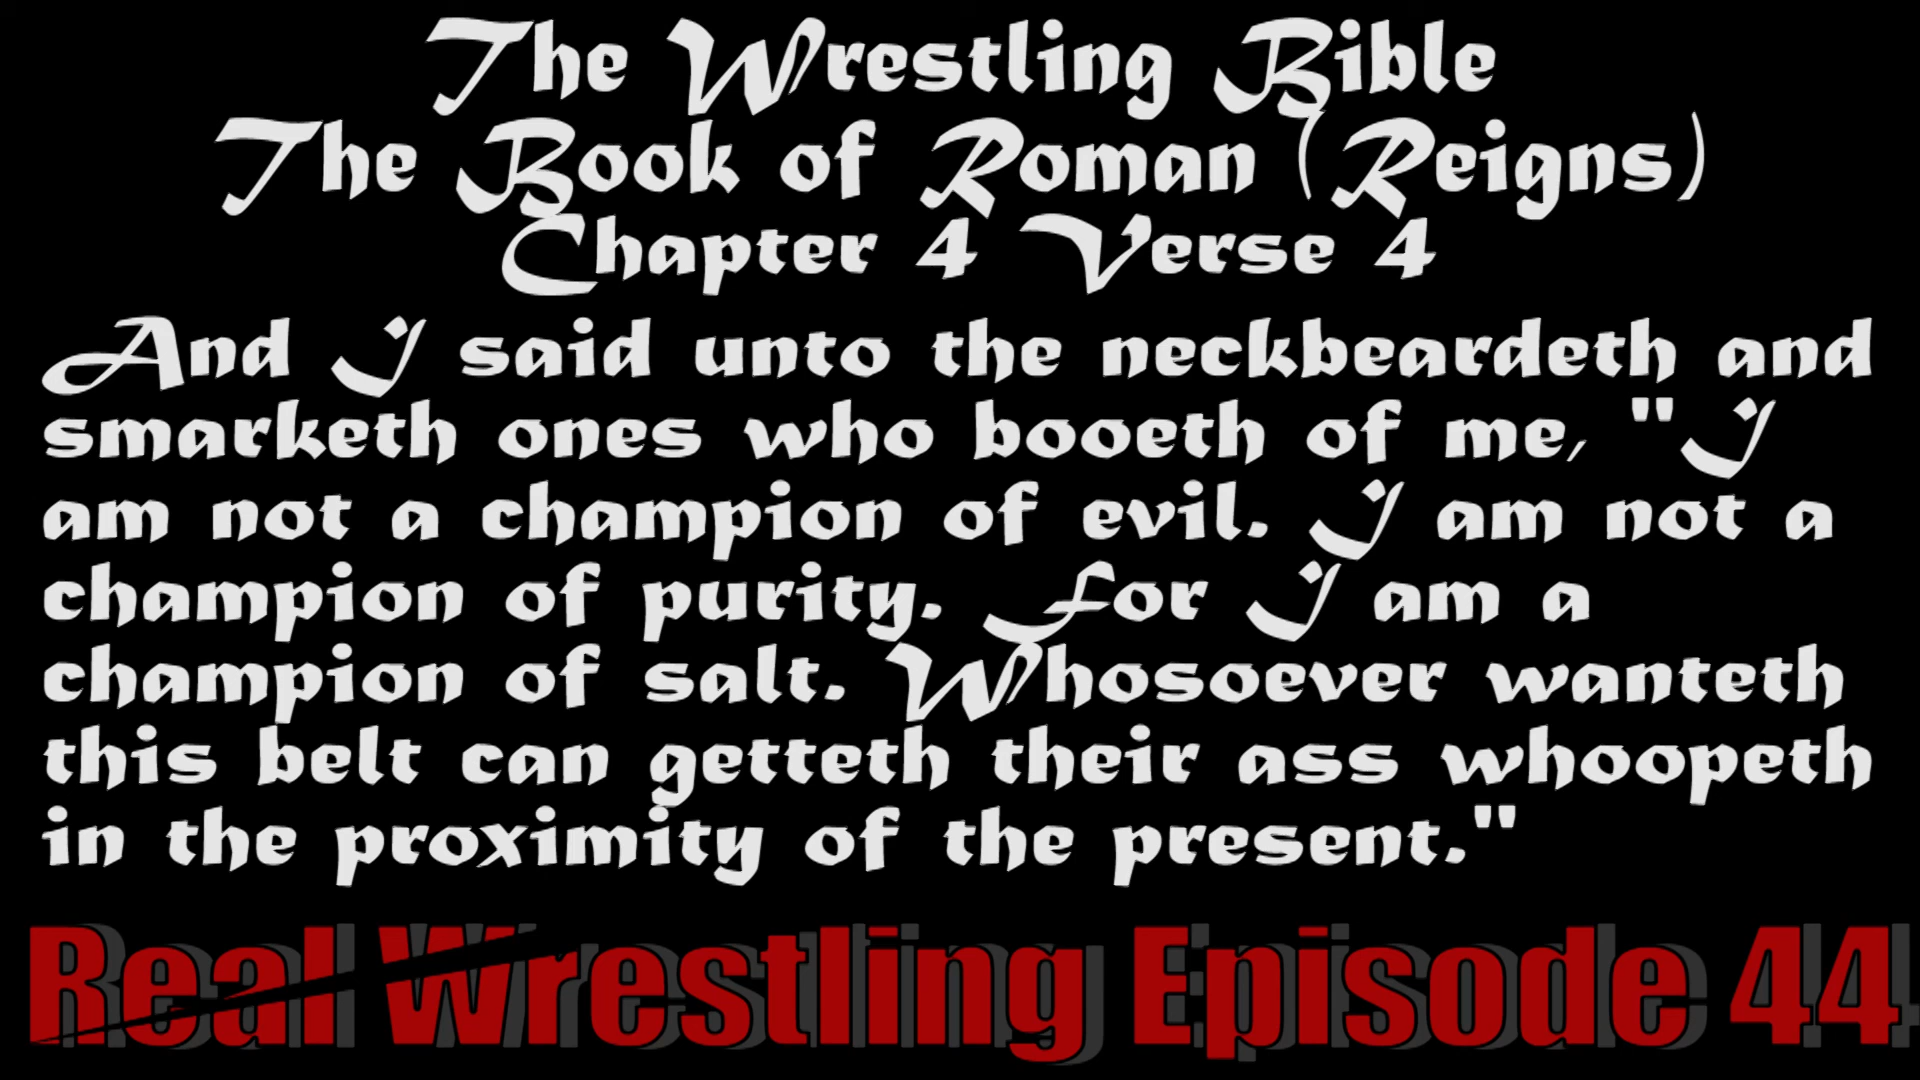 The Wrestling Bible
The Book of Roman (Reigns)
Chapter 4 Verse 4
And I said unto the neckbeardeth and
smarketh ones who booeth of me, "I
am not a champion of evil. I am not a
champion of purity. For I am a
champion of salt. Whosoever wanteth
this belt can getteth their ass whoopeth
in the proximity of the present."
Real Wrestling Episode 44